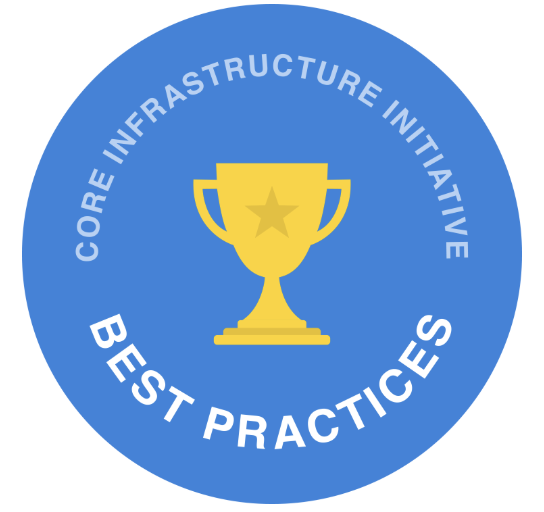 CORE INFRASTRUCTURE INITIATIVE
BEST PRACTICES